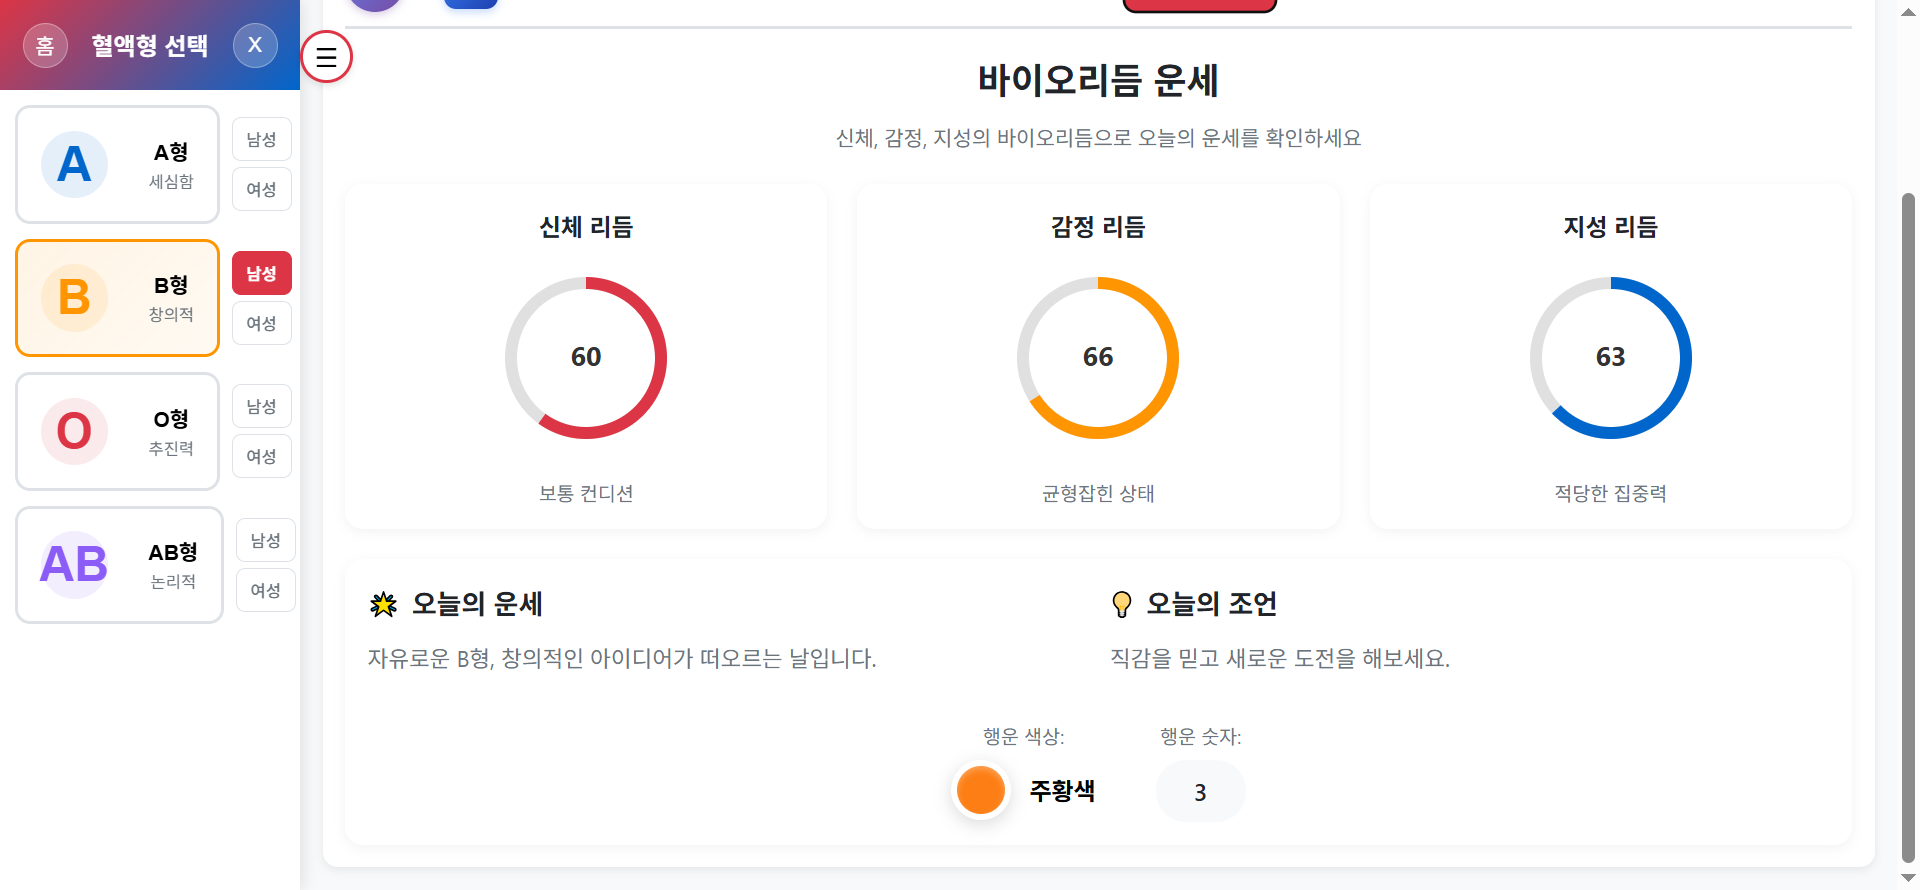 홈
혈액형 선택
X
☰
A
A형
세심함
남성
여성
B
B형
창의적
남성
여성
O
O형
추진력
남성
여성
AB
AB형
논리적
남성
여성
바이오리듬 운세
신체, 감정, 지성의 바이오리듬으로 오늘의 운세를 확인하세요
신체 리듬
60
보통 컨디션
감정 리듬
66
균형잡힌 상태
지성 리듬
63
적당한 집중력
🌟 오늘의 운세
자유로운 B형, 창의적인 아이디어가 떠오르는 날입니다.
💡 오늘의 조언
직감을 믿고 새로운 도전을 해보세요.
행운 색상:
주황색
행운 숫자:
3